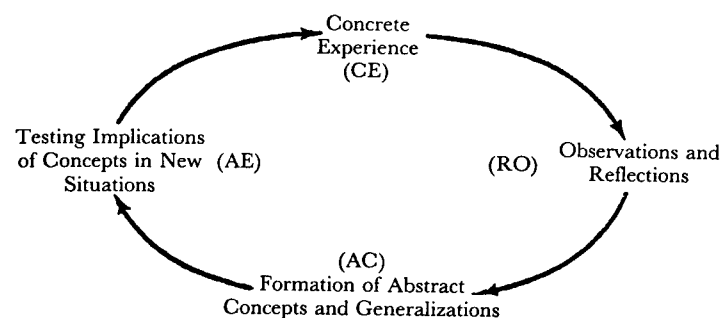 Concrete
Experience
(CE)
Testing Implications
of Concepts in New (AE)
Situations
(RO) Observations and
Reflections
(AC)
Formation of Abstract
Concepts and Generalizations